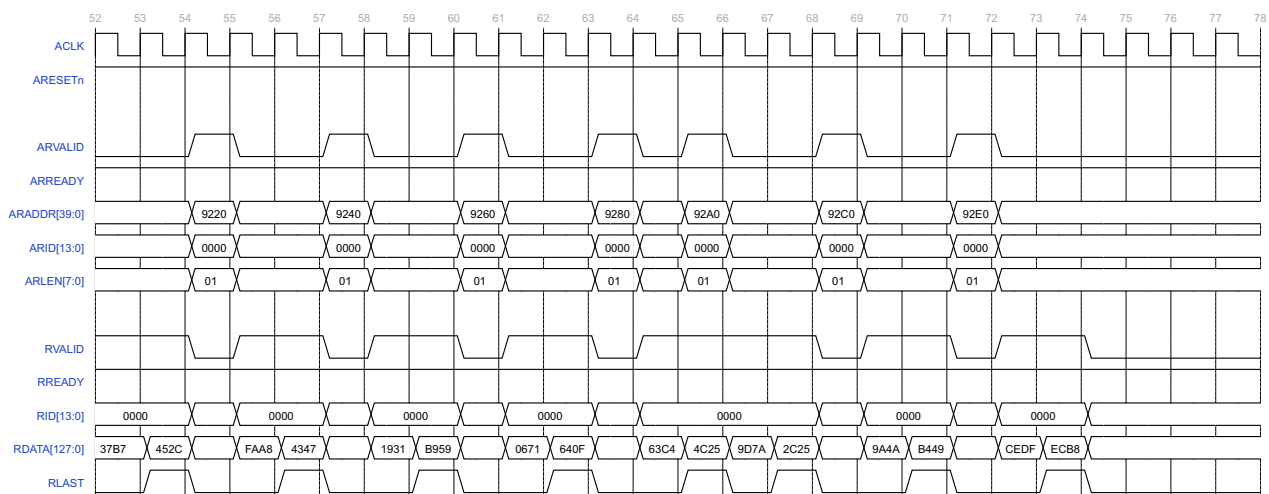 52 53 54 55 56 57 58 59 60 61 62 63 64 65 66 67 68 69 70 71 72 73 74 75 76 77 78
ACLK
ARESETn
ARVALID
ARREADY
ARADDR[39:0] 9220 9240 9260 9280 92A0 92C0 92E0
ARID[13:0] 0000 0000 0000 0000 0000 0000 0000
ARLEN[7:0] 01 01 01 01 01 01 01
RVALID
RREADY
RID[13:0] 0000 0000 0000 0000 0000 0000 0000
RDATA[127:0] 37B7 452C FAA8 4347 1931 B959 0671 640F 63C4 4C25 9D7A 2C25 9A4A B449 CEDF ECB8
RLAST